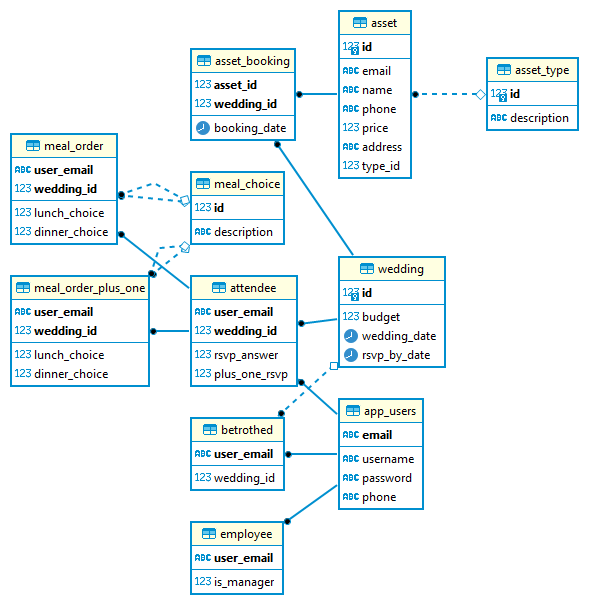 asset
123 id
ABC email
ABC name
ABC phone
123 price
ABC address
123 type_id
asset_booking
123 asset_id
123 wedding_id
booking_date
asset_type
123 id
ABC description
meal_order
ABC user_email
123 wedding_id
123 lunch_choice
123 dinner_choice
meal_choice
123 id
ABC description
meal_order_plus_one
ABC user_email
123 wedding_id
123 lunch_choice
123 dinner_choice
attendee
ABC user_email
123 wedding_id
123 rsvp_answer
123 plus_one_rsvp
wedding
123 id
123 budget
wedding_date
rsvp_by_date
betrothed
ABC user_email
123 wedding_id
app_users
ABC email
ABC username
ABC password
ABC phone
employee
ABC user_email
123 is_manager